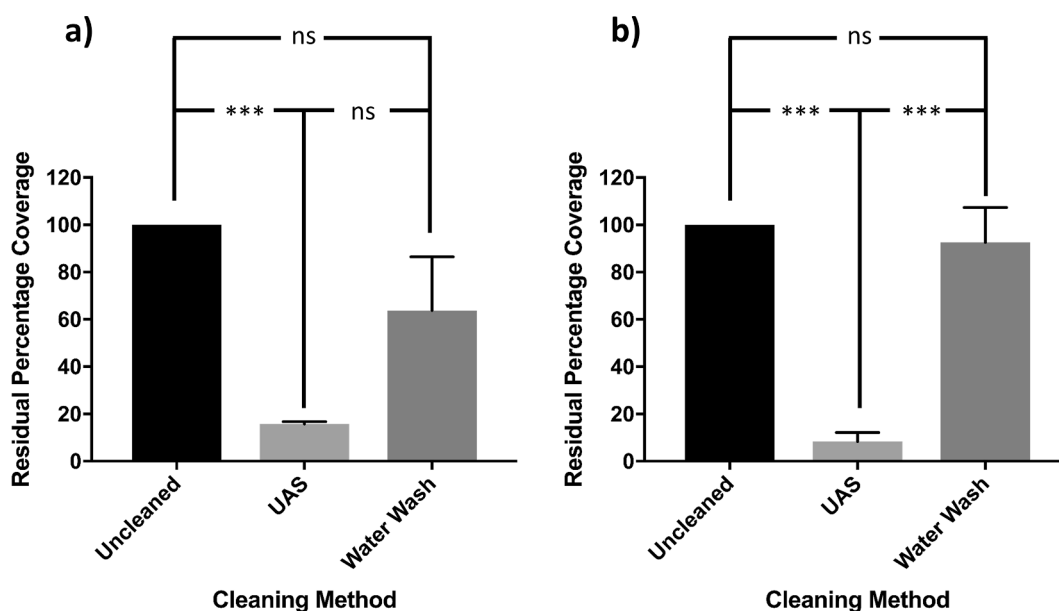 a)
ns
*** ns
Residual Percentage Coverage
120
100
80
60
40
20
0
Uncleaned
UAS
Water Wash
Cleaning Method
b)
ns
*** ***
Residual Percentage Coverage
120
100
80
60
40
20
0
Uncleaned
UAS
Water Wash
Cleaning Method